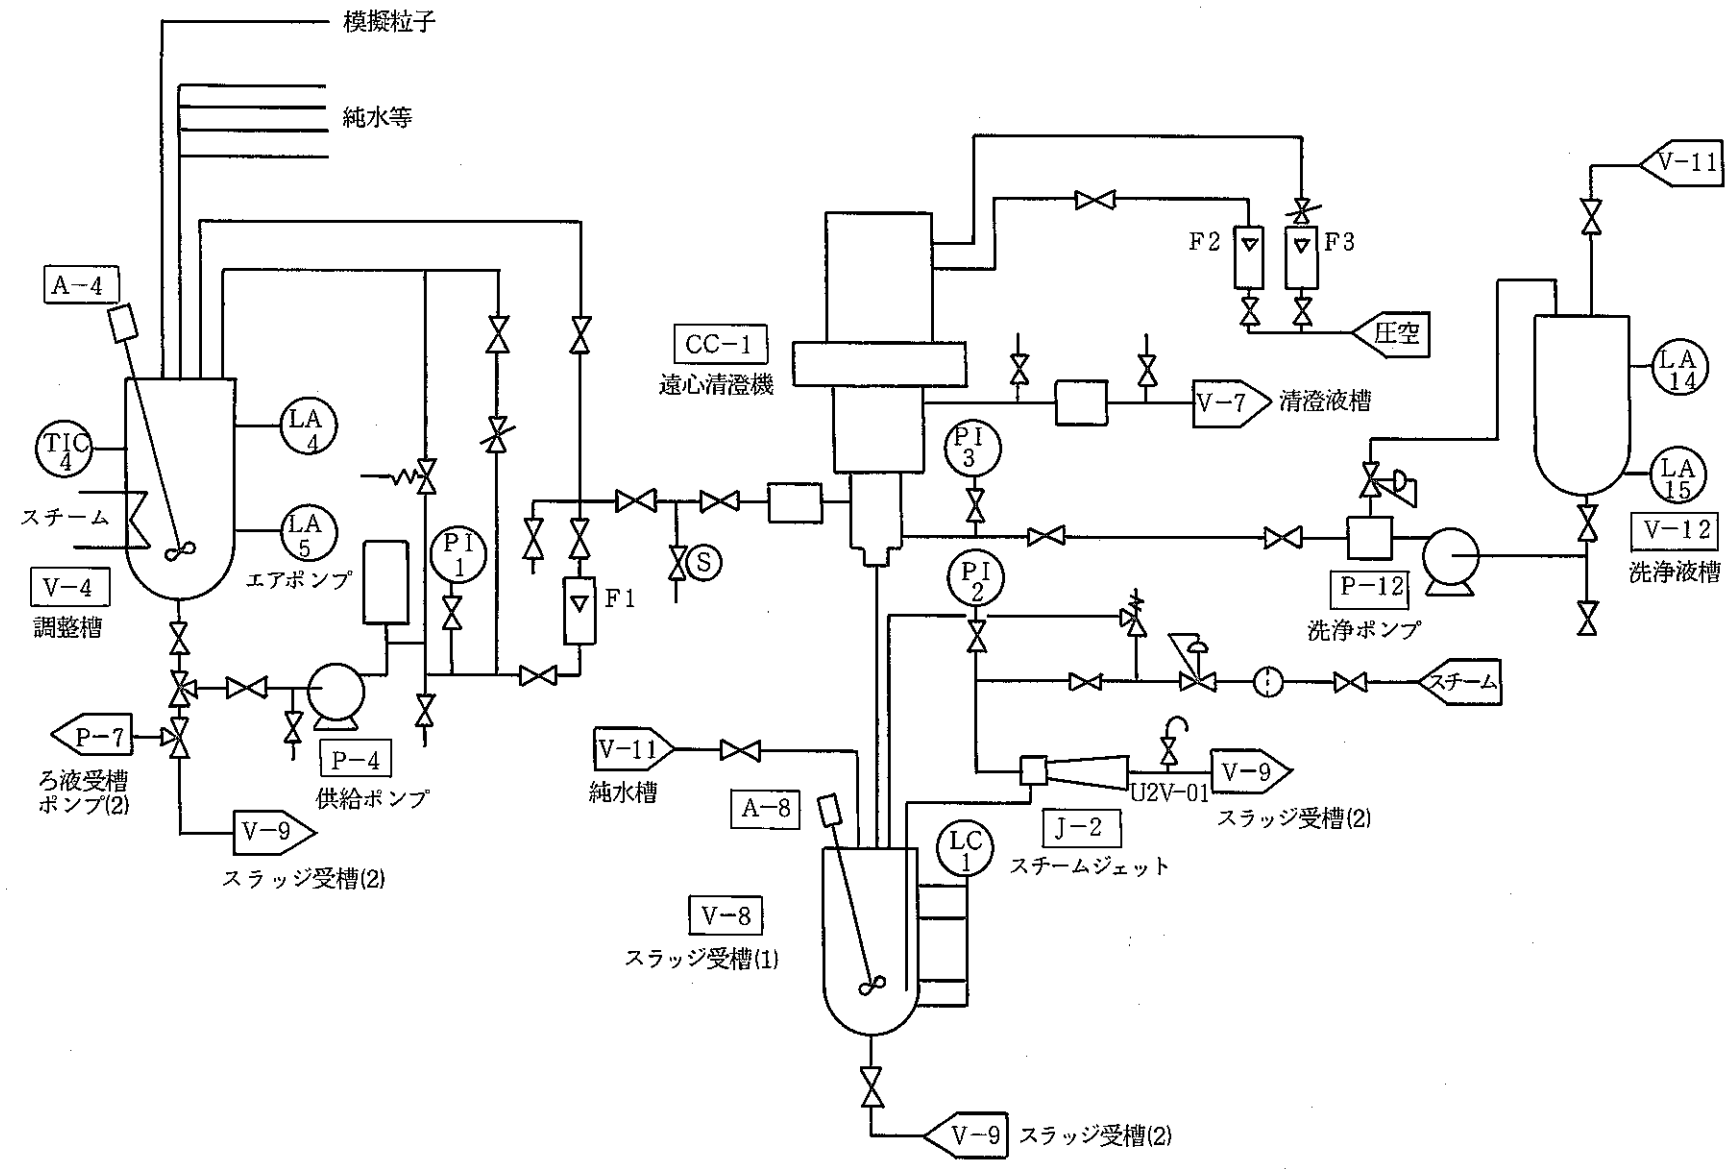 模擬粒子
純水等
A-4
TIC
4
LA
4
LA
5
スチーム
V-4
調整槽
エアポンプ
PI
1
F1
S
P-7
ろ液受槽
ポンプ(2)
P-4
供給ポンプ
V-9
スラッジ受槽(2)
CC-1
遠心清澄機
F2
F3
圧空
V-7
清澄液槽
PI
3
PI
2
V-11
LA
14
LA
15
V-12
洗浄液槽
P-12
洗浄ポンプ
スチーム
V-11
純水槽
A-8
U2V-01
V-9
スラッジ受槽(2)
J-2
スチームジェット
LC
1
V-8
スラッジ受槽(1)
V-9
スラッジ受槽(2)